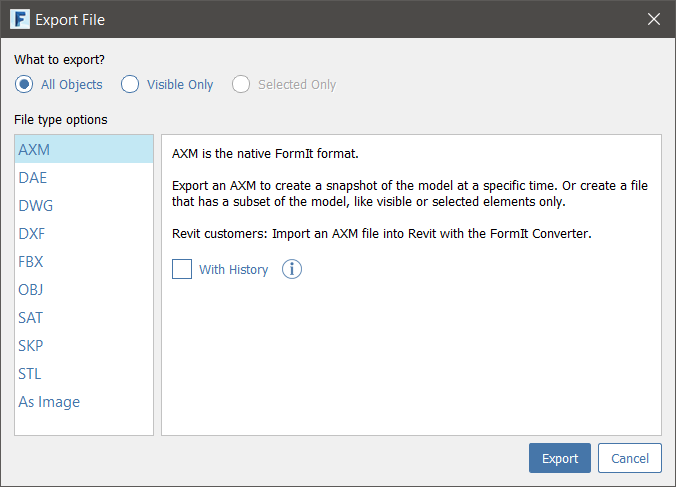 F Export File
What to export?
All Objects Visible Only Selected Only
File type options
AXM
DAE
DWG
DXF
FBX
OBJ
SAT
SKP
STL
As Image
AXM is the native FormIt format.
Export an AXM to create a snapshot of the model at a specific time. Or create a file
that has a subset of the model, like visible or selected elements only.
Revit customers: Import an AXM file into Revit with the FormIt Converter.
With History i
Export Cancel